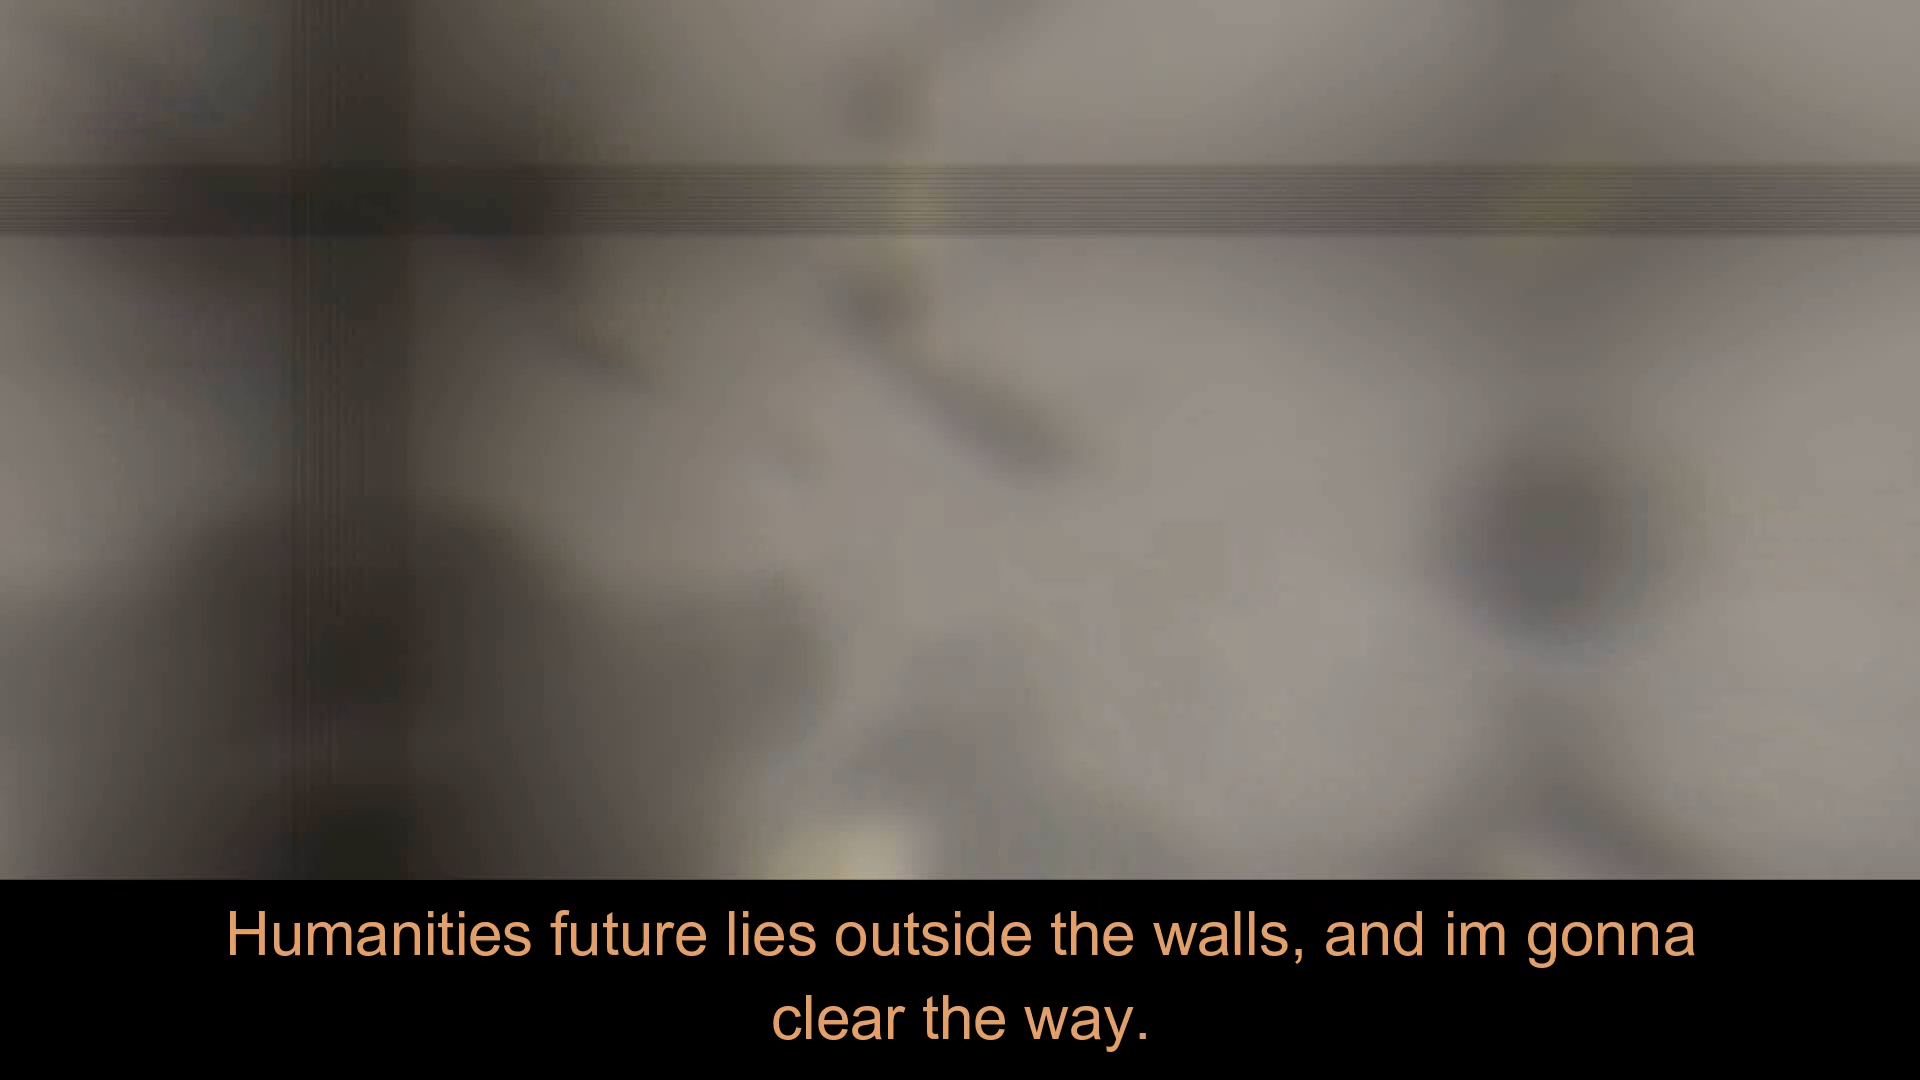 Humanities future lies outside the walls, and im gonna
clear the way.